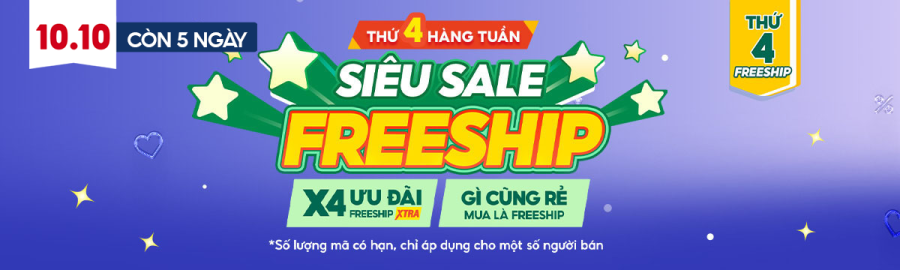 10.10 CÒN 5 NGÀY
THỨ 4 HÀNG TUẦN
SIÊU SALE
FREESHIP
THỨ
4
FREESHIP
X4 ƯU ĐÃI
FREESHIP XTRA
GÌ CŨNG RẺ
MUA LÀ FREESHIP
*Số lượng mã có hạn, chỉ áp dụng cho một số người bán